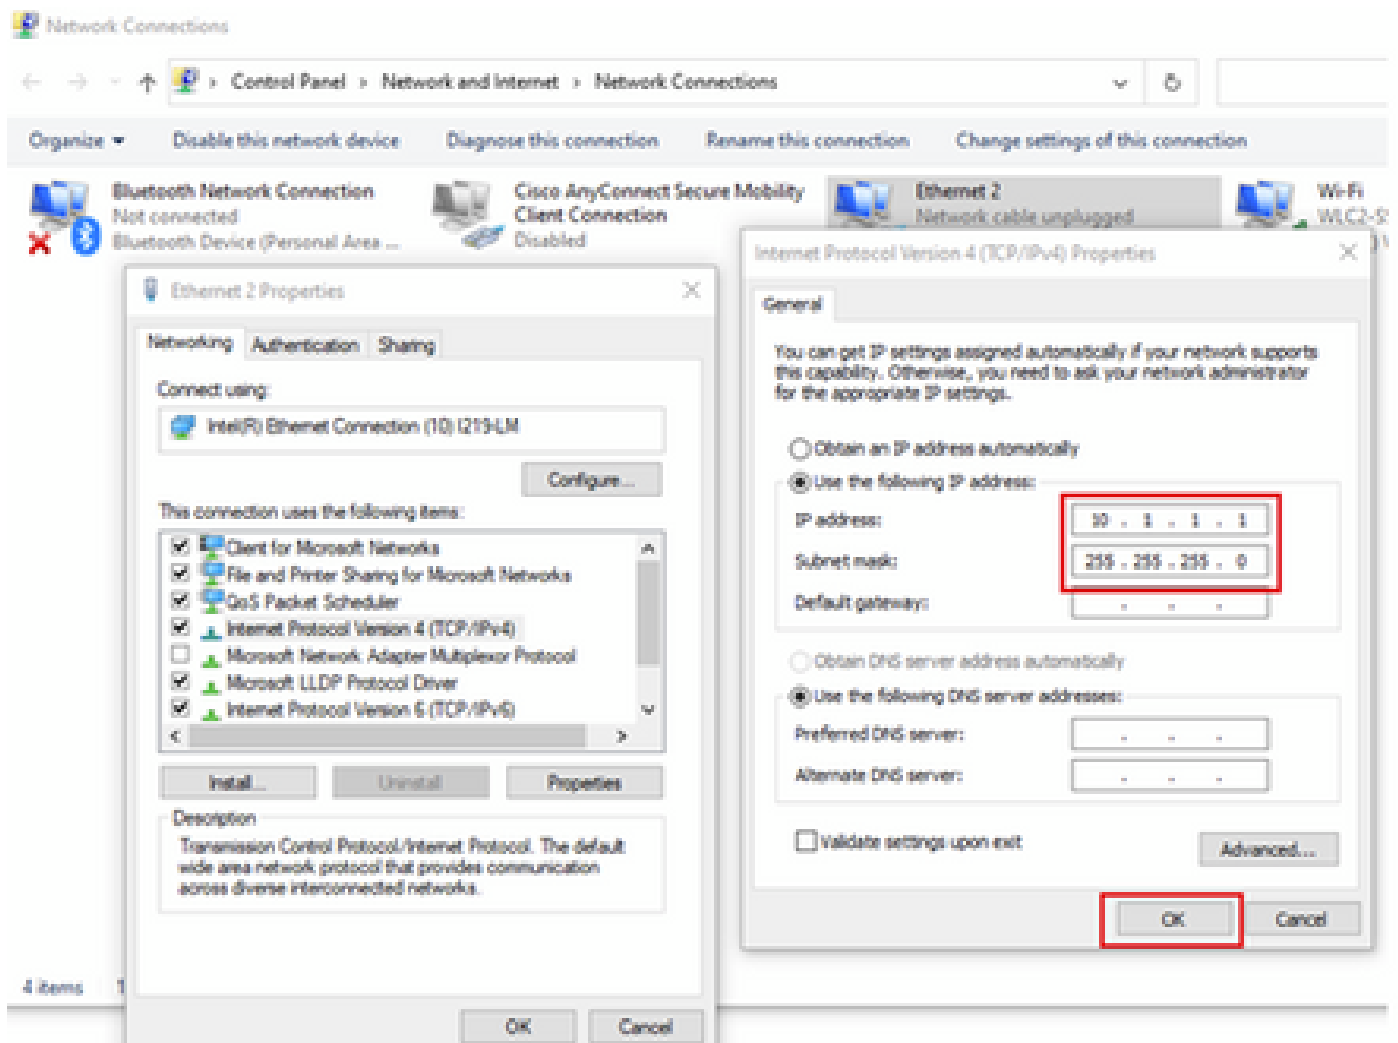 Network Connections
Control Panel > Network and Internet > Network Connections
Organize Disable this network device Diagnose this connection Rename this connection Change settings of this connection
Bluetooth Network Connection
Not connected
Bluetooth Device (Personal Area ...
Cisco AnyConnect Secure Mobility
Client Connection
Disabled
Ethernet 2
Network cable unplugged
Wi-Fi
Ethernet 2 Properties
Networking Authentication Sharing
Connect using:
Intel(R) Ethernet Connection (10) I219-LM
Configure...
This connection uses the following items:
Client for Microsoft Networks
File and Printer Sharing for Microsoft Networks
QoS Packet Scheduler
Internet Protocol Version 4 (TCP/IPv4)
Microsoft Network Adapter Multiplexor Protocol
Microsoft LLDP Protocol Driver
Internet Protocol Version 6 (TCP/IPv6)
Install... Uninstall Properties
Description
Transmission Control Protocol/Internet Protocol. The default
wide area network protocol that provides communication
across diverse interconnected networks.
OK Cancel
4 items
Internet Protocol Version 4 (TCP/IPv4) Properties
General
You can get IP settings assigned automatically if your network supports
this capability. Otherwise, you need to ask your network administrator
for the appropriate IP settings.
Obtain an IP address automatically
Use the following IP address:
IP address: 10 . 1 . 1 . 1
Subnet mask: 255 . 255 . 255 . 0
Default gateway: . . .
Obtain DNS server address automatically
Use the following DNS server addresses:
Preferred DNS server: . . .
Alternate DNS server: . . .
Validate settings upon exit
Advanced...
OK Cancel